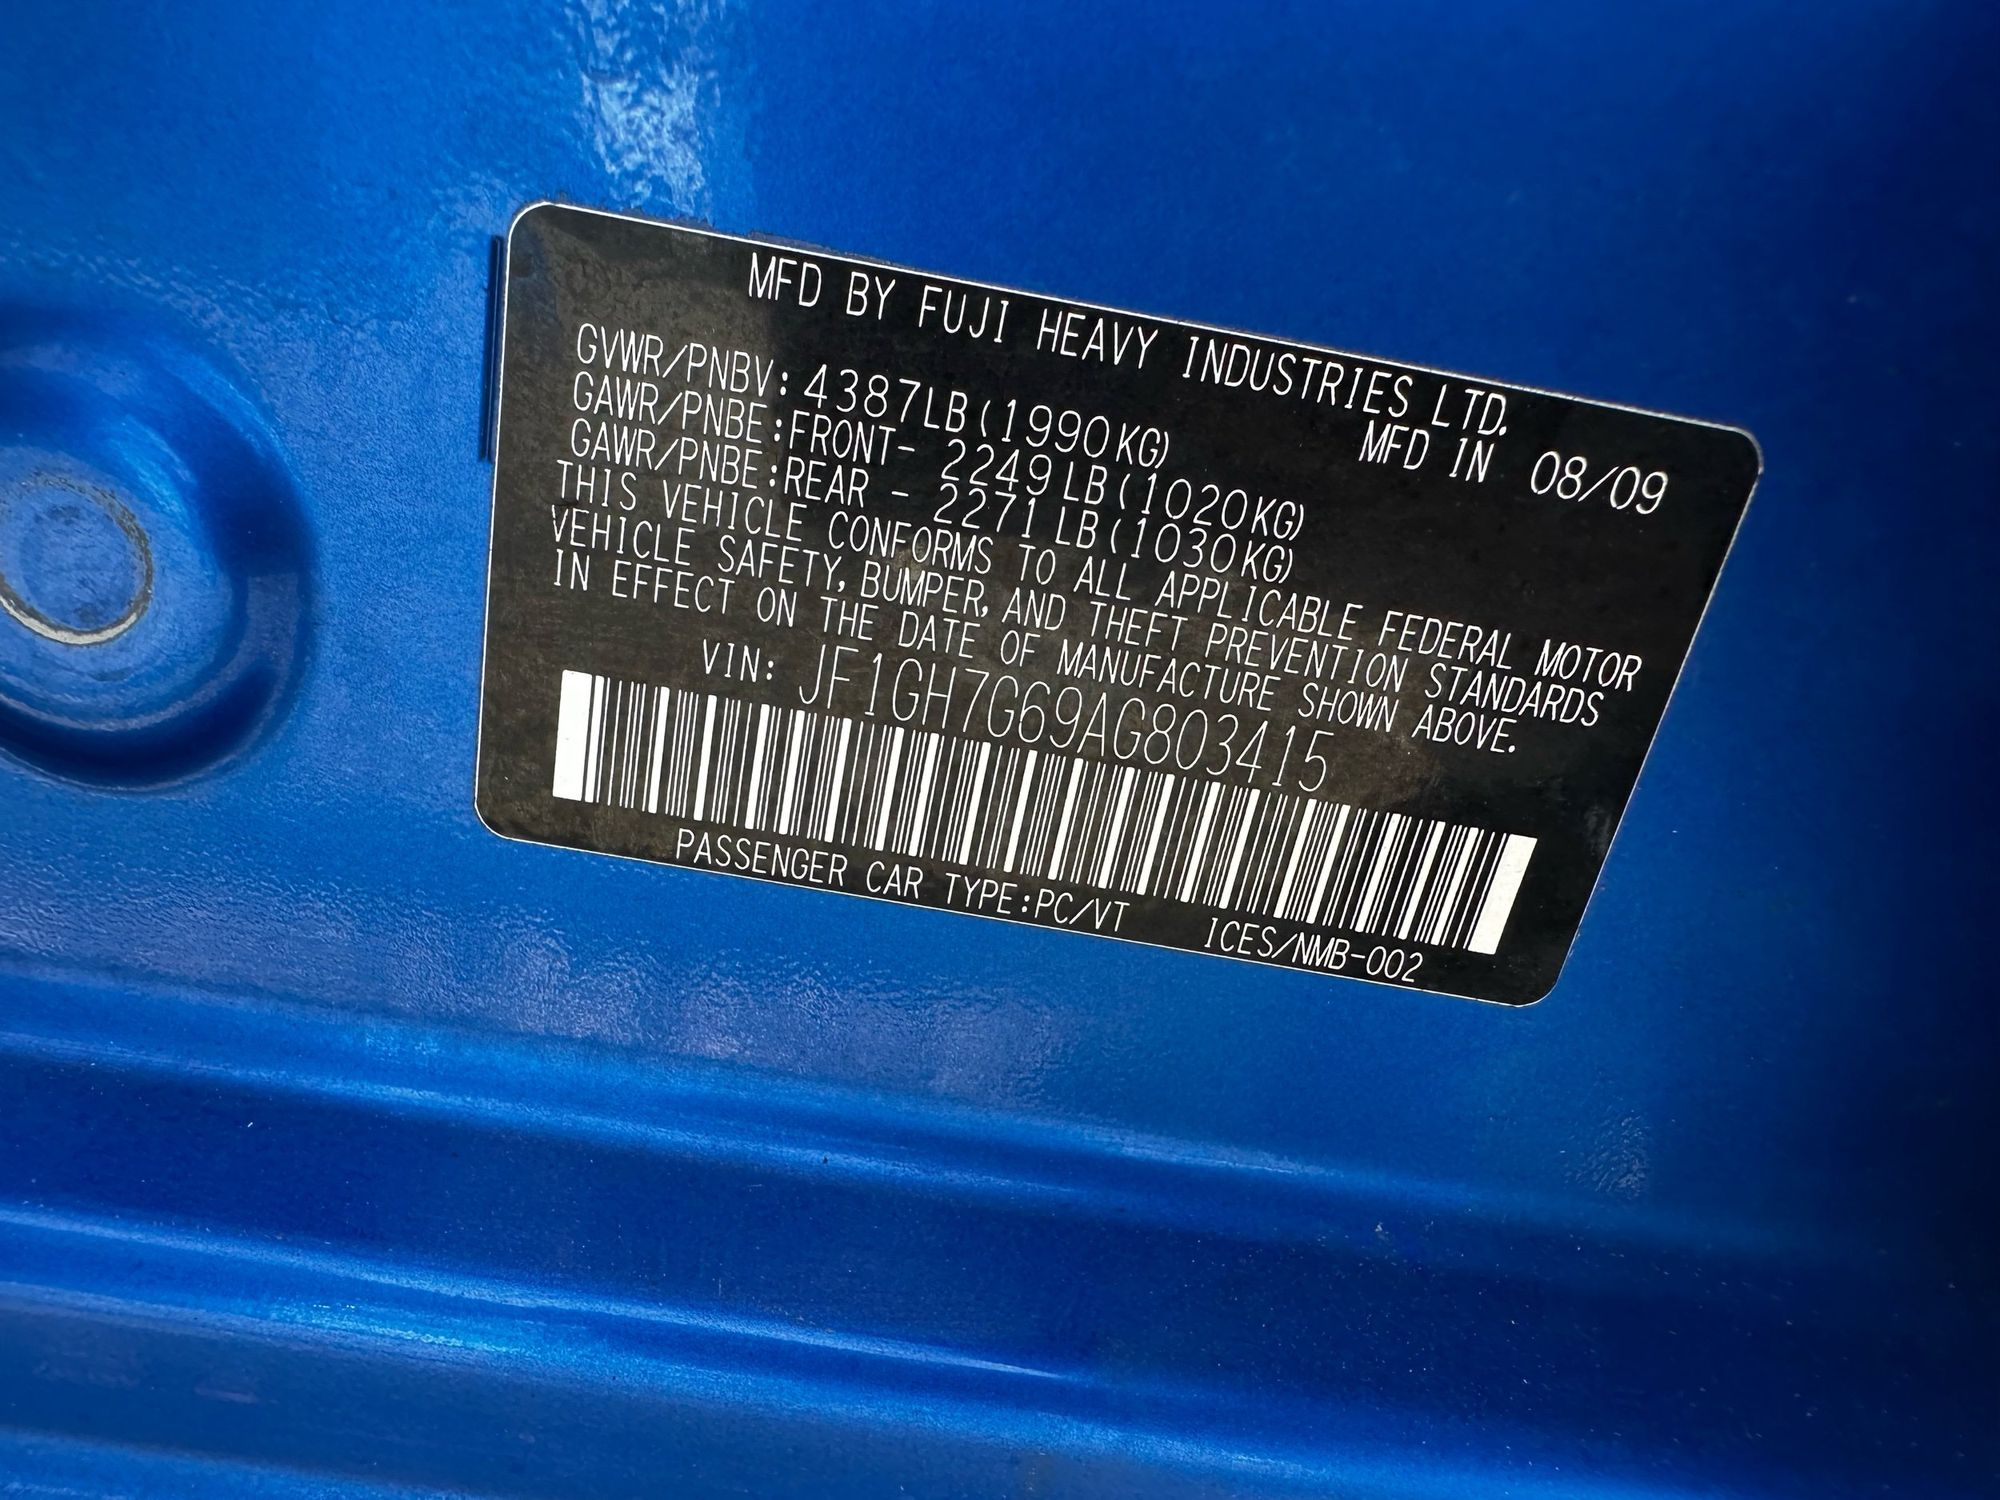 MFD BY FUJI HEAVY INDUSTRIES LTD.
GVWR/PNBV: 4387LB(1990KG) MFD IN 08/09
GAWR/PNBE:FRONT- 2249LB(1020KG)
GAWR/PNBE:REAR - 2271LB(1030KG)
THIS VEHICLE CONFORMS TO ALL APPLICABLE FEDERAL MOTOR
VEHICLE SAFETY, BUMPER, AND THEFT PREVENTION STANDARDS
IN EFFECT ON THE DATE OF MANUFACTURE SHOWN ABOVE.
VIN: JF1GH7G69AG803415
PASSENGER CAR TYPE:PC/VT ICES/NMB-002